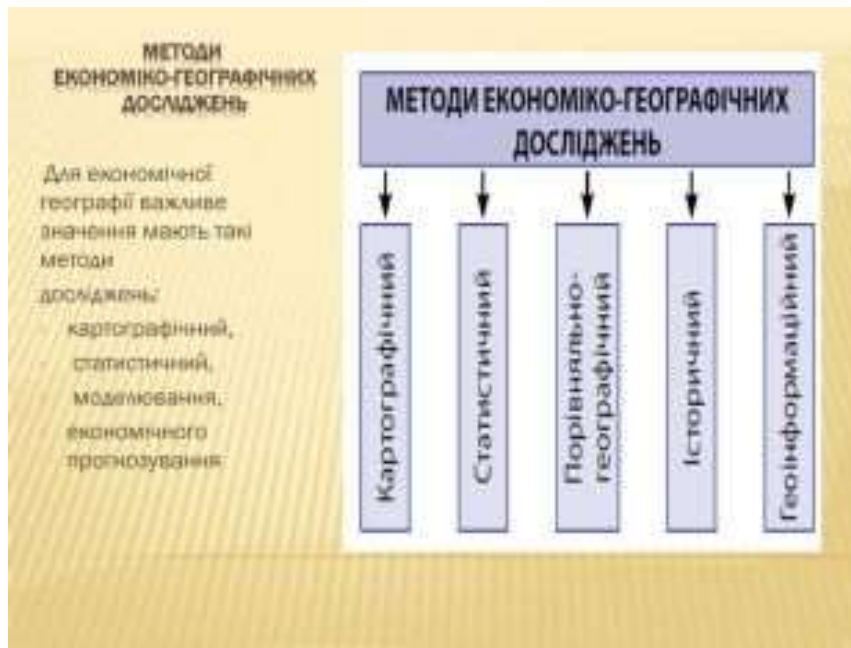 МЕТОДИ
ЕКОНОМІКО-ГЕОГРАФІЧНИХ
ДОСЛІДЖЕНЬ
Для економічної
географії важливе
значення мають такі
методи
досліджень:
- картографічний,
- статистичний,
моделювання,
- економічного
прогнозування
МЕТОДИ ЕКОНОМІКО-ГЕОГРАФІЧНИХ
ДОСЛІДЖЕНЬ
Картографічний
Статистичний
Порівняльно-
географічний
Історичний
Геоінформаційний